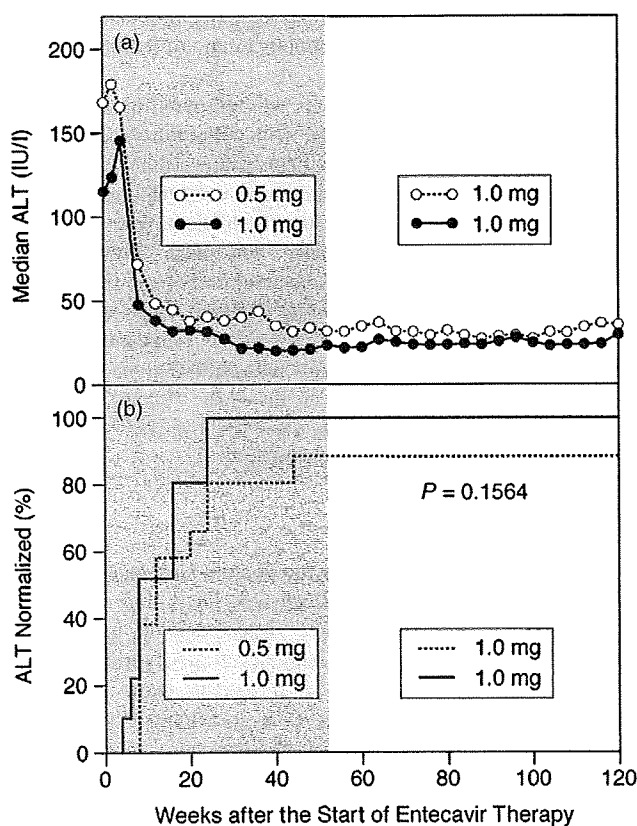 (a)
200
150
100
50
0
Median ALT (IU/l)
0.5 mg
1.0 mg
1.0 mg
1.0 mg
(b)
100
80
60
40
20
0
ALT Normalized (%)
P = 0.1564
0.5 mg
1.0 mg
1.0 mg
1.0 mg
0 20 40 60 80 100 120
Weeks after the Start of Entecavir Therapy